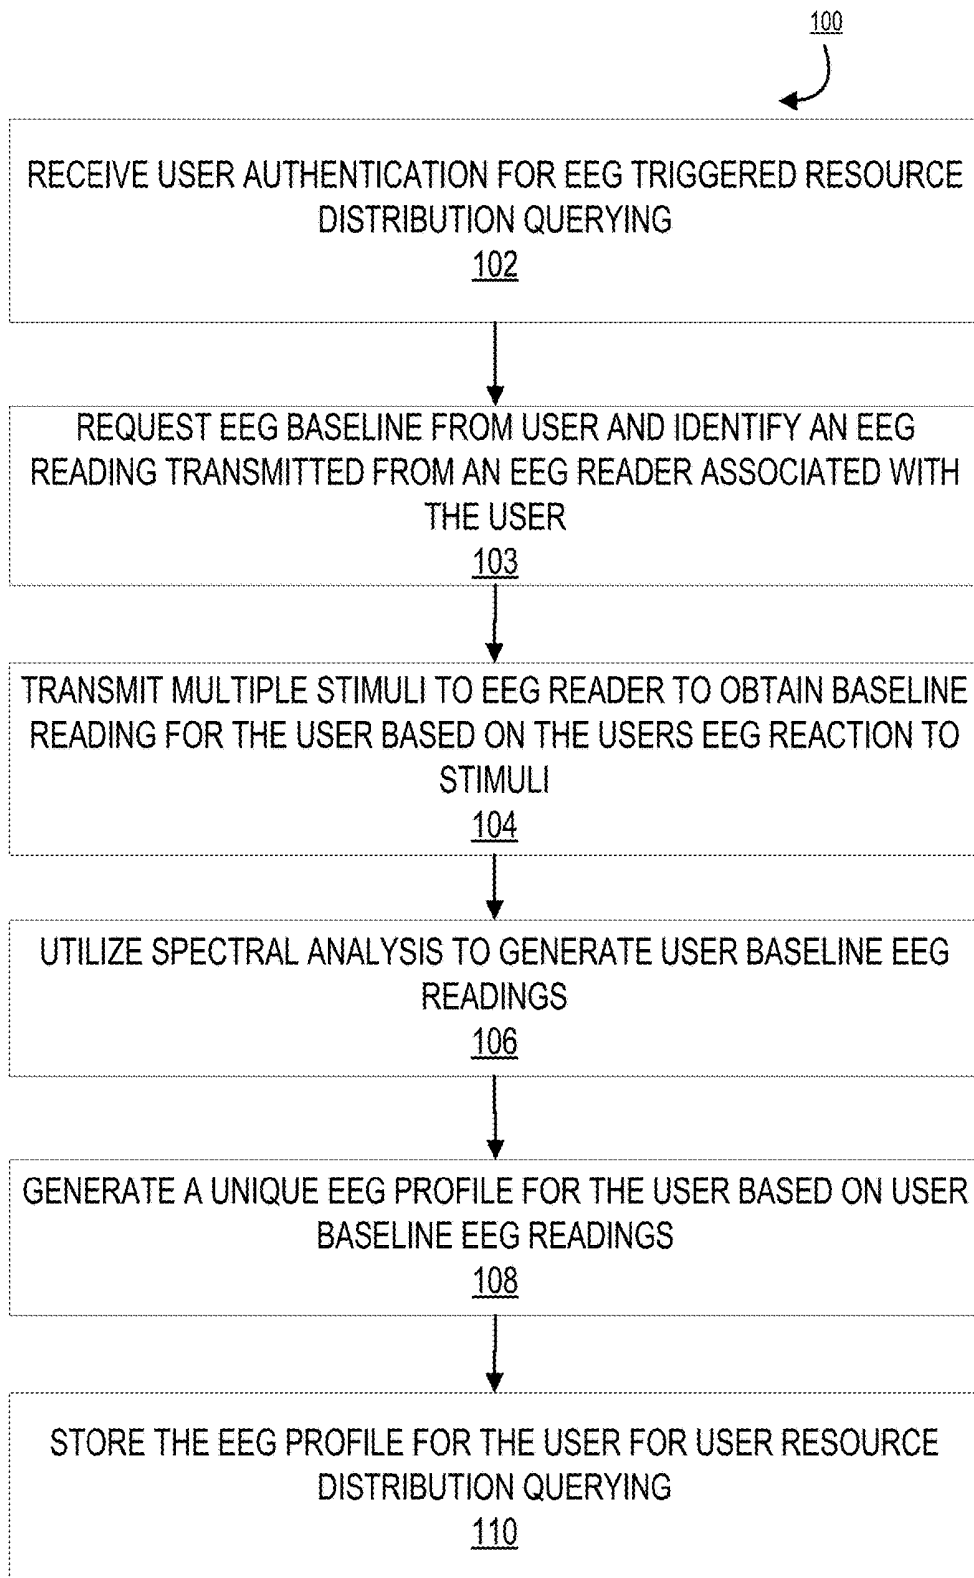 100
RECEIVE USER AUTHENTICATION FOR EEG TRIGGERED RESOURCE
DISTRIBUTION QUERYING
102
REQUEST EEG BASELINE FROM USER AND IDENTIFY AN EEG
READING TRANSMITTED FROM AN EEG READER ASSOCIATED WITH
THE USER
103
TRANSMIT MULTIPLE STIMULI TO EEG READER TO OBTAIN BASELINE
READING FOR THE USER BASED ON THE USERS EEG REACTION TO
STIMULI
104
UTILIZE SPECTRAL ANALYSIS TO GENERATE USER BASELINE EEG
READINGS
106
GENERATE A UNIQUE EEG PROFILE FOR THE USER BASED ON USER
BASELINE EEG READINGS
108
STORE THE EEG PROFILE FOR THE USER FOR USER RESOURCE
DISTRIBUTION QUERYING
110